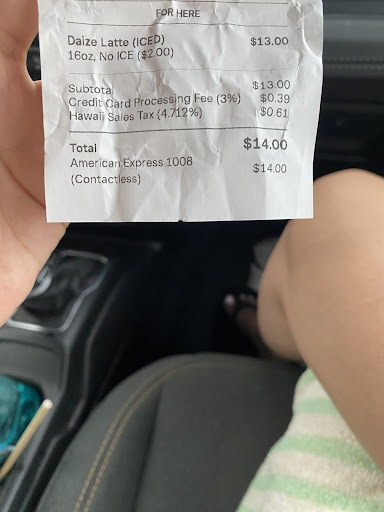 FOR HERE
Daize Latte (ICED) $13.00
16oz, No ICE ($2.00)
Subtotal $13.00
Credit Card Processing Fee (3%) $0.39
Hawaii Sales Tax (4.712%) $0.61
Total $14.00
American Express 1008 $14.00
(Contactless)